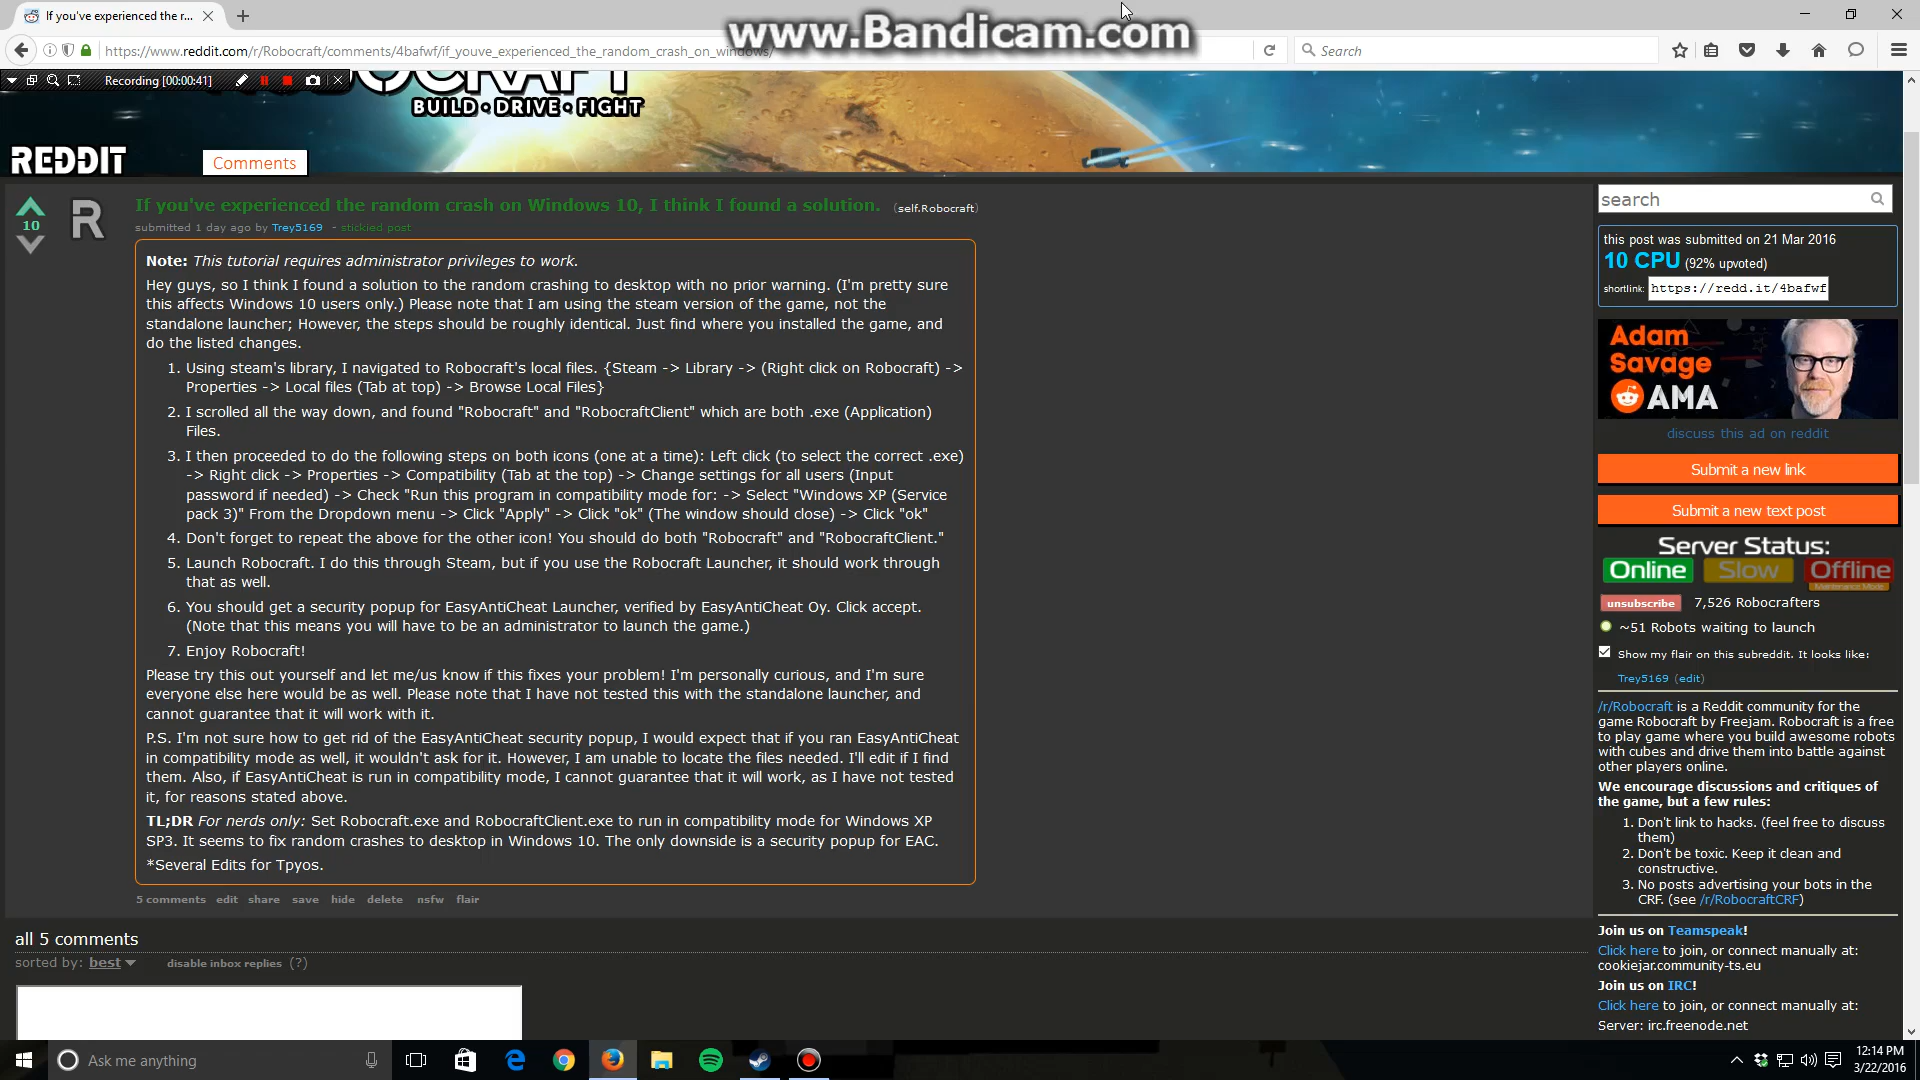 If you've experienced the r...
www.Bandicam.com
https://www.reddit.com/r/Robocraft/comments/4bafwf/if_youve_experienced_the_random_crash_on_windows/
Search
Recording [00:00:41]
BUILD • DRIVE • FIGHT
REDDIT
Comments
10
R
If you've experienced the random crash on Windows 10, I think I found a solution. (self.Robocraft)
submitted 1 day ago by Trey5169 - stickied post
Note: This tutorial requires administrator privileges to work.
Hey guys, so I think I found a solution to the random crashing to desktop with no prior warning. (I'm pretty sure
this affects Windows 10 users only.) Please note that I am using the steam version of the game, not the
standalone launcher; However, the steps should be roughly identical. Just find where you installed the game, and
do the listed changes.
1. Using steam's library, I navigated to Robocraft's local files. {Steam -> Library -> (Right click on Robocraft) ->
Properties -> Local files (Tab at top) -> Browse Local Files}
2. I scrolled all the way down, and found "Robocraft" and "RobocraftClient" which are both .exe (Application)
Files.
3. I then proceeded to do the following steps on both icons (one at a time): Left click (to select the correct .exe)
-> Right click -> Properties -> Compatibility (Tab at the top) -> Change settings for all users (Input
password if needed) -> Check "Run this program in compatibility mode for: -> Select "Windows XP (Service
pack 3)" From the Dropdown menu -> Click "Apply" -> Click "ok" (The window should close) -> Click "ok"
4. Don't forget to repeat the above for the other icon! You should do both "Robocraft" and "RobocraftClient."
5. Launch Robocraft. I do this through Steam, but if you use the Robocraft Launcher, it should work through
that as well.
6. You should get a security popup for EasyAntiCheat Launcher, verified by EasyAntiCheat Oy. Click accept.
(Note that this means you will have to be an administrator to launch the game.)
7. Enjoy Robocraft!
Please try this out yourself and let me/us know if this fixes your problem! I'm personally curious, and I'm sure
everyone else here would be as well. Please note that I have not tested this with the standalone launcher, and
cannot guarantee that it will work with it.
P.S. I'm not sure how to get rid of the EasyAntiCheat security popup, I would expect that if you ran EasyAntiCheat
in compatibility mode as well, it wouldn't ask for it. However, I am unable to locate the files needed. I'll edit if I find
them. Also, if EasyAntiCheat is run in compatibility mode, I cannot guarantee that it will work, as I have not tested
it, for reasons stated above.
TL;DR For nerds only: Set Robocraft.exe and RobocraftClient.exe to run in compatibility mode for Windows XP
SP3. It seems to fix random crashes to desktop in Windows 10. The only downside is a security popup for EAC.
*Several Edits for Tpyos.
5 comments edit share save hide delete nsfw flair
all 5 comments
sorted by: best disable inbox replies (?)
search
this post was submitted on 21 Mar 2016
10 CPU (92% upvoted)
shortlink: https://redd.it/4bafwf
Adam
Savage
AMA
discuss this ad on reddit
Submit a new link
Submit a new text post
Server Status:
Online Slow Offline
Maintenance Mode
unsubscribe 7,526 Robocrafters
~51 Robots waiting to launch
Show my flair on this subreddit. It looks like:
Trey5169 (edit)
/r/Robocraft is a Reddit community for the
game Robocraft by Freejam. Robocraft is a free
to play game where you build awesome robots
with cubes and drive them into battle against
other players online.
We encourage discussions and critiques of
the game, but a few rules:
1. Don't link to hacks. (feel free to discuss
them)
2. Don't be toxic. Keep it clean and
constructive.
3. No posts advertising your bots in the
CRF. (see /r/RobocraftCRF)
Join us on Teamspeak!
Click here to join, or connect manually at:
cookiejar.community-ts.eu
Join us on IRC!
Click here to join, or connect manually at:
Server: irc.freenode.net
Ask me anything
12:14 PM
3/22/2016